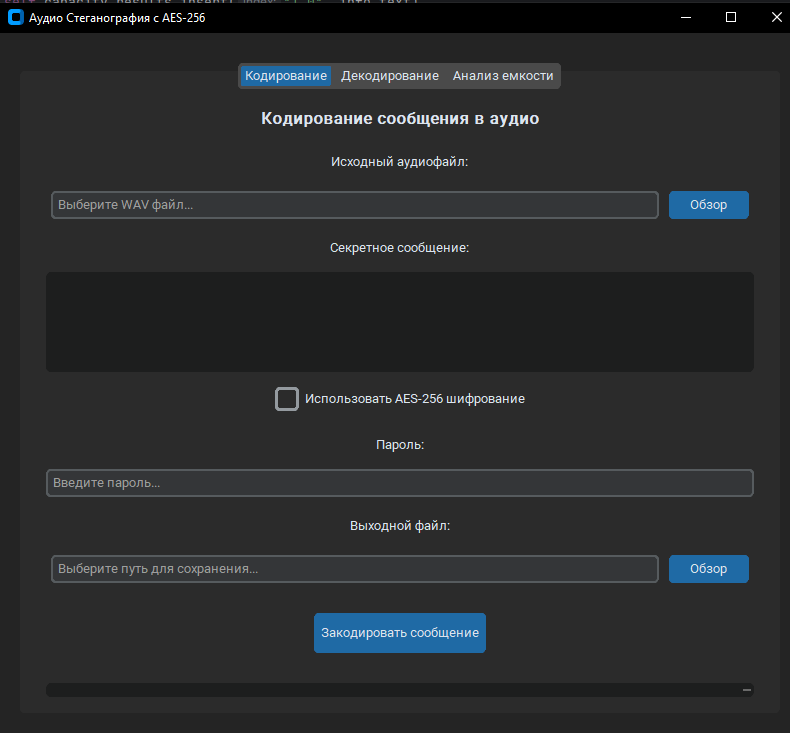 Аудио Стеганография с AES-256
Кодирование Декодирование Анализ емкости
Кодирование сообщения в аудио
Исходный аудиофайл:
Выберите WAV файл... Обзор
Секретное сообщение:
Использовать AES-256 шифрование
Пароль:
Введите пароль...
Выходной файл:
Выберите путь для сохранения... Обзор
Закодировать сообщение